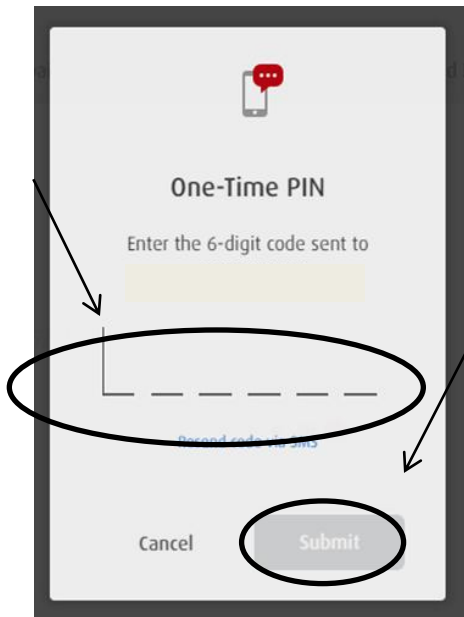 One-Time PIN
Enter the 6-digit code sent to
Resend code via SMS
Cancel
Submit